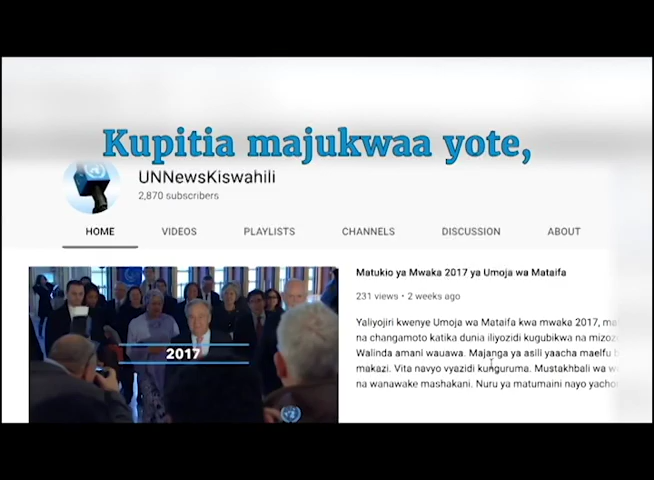 Kupitia majukwaa yote,
UNNewsKiswahili
2,870 subscribers
HOME VIDEOS PLAYLISTS CHANNELS DISCUSSION ABOUT
Matukio ya Mwaka 2017 ya Umoja wa Mataifa
231 views • 2 weeks ago
2017
Yaliyojiri kwenye Umoja wa Mataifa kwa mwaka 2017,
na changamoto katika dunia iliyozidi kugubikwa na
Walinda amani wauawa. Majanga ya asili yaacha maelfu
makazi. Vita navyo vyazidi kunguruma. Mustakhbali wa
na wanawake mashakani. Nuru ya matumaini nayo